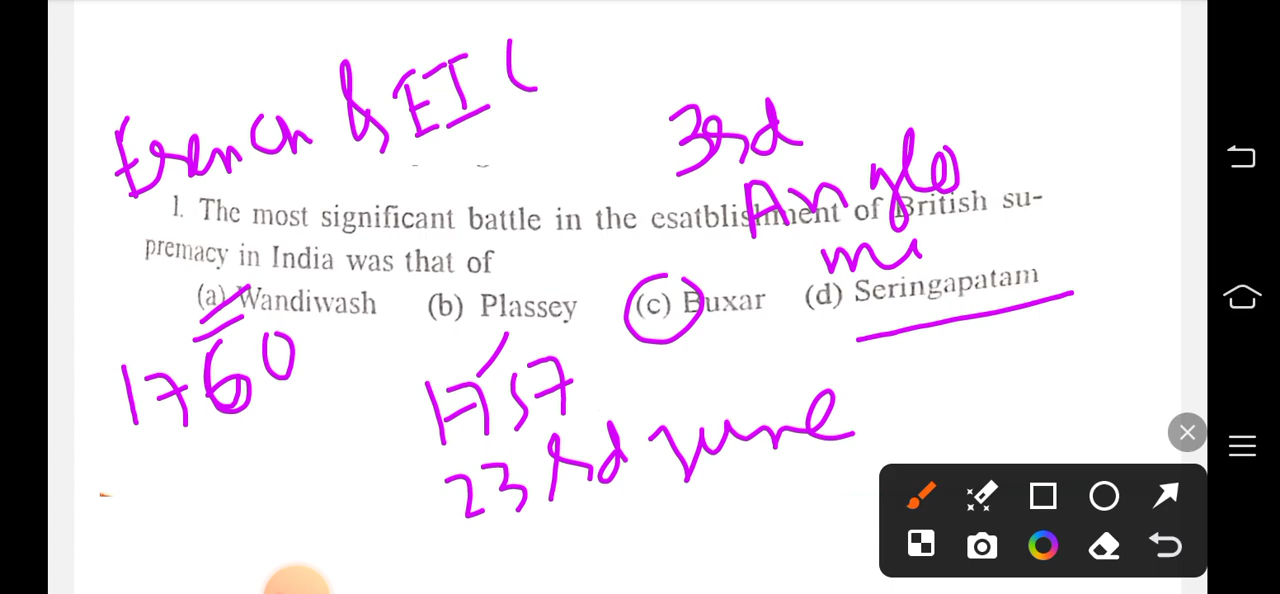 French & EIC
3rd
Anglo
1. The most significant battle in the esatblishment of British su-
premacy in India was that of
(a) Wandiwash (b) Plassey (c) Buxar (d) Seringapatam
1760
1757
23rd June